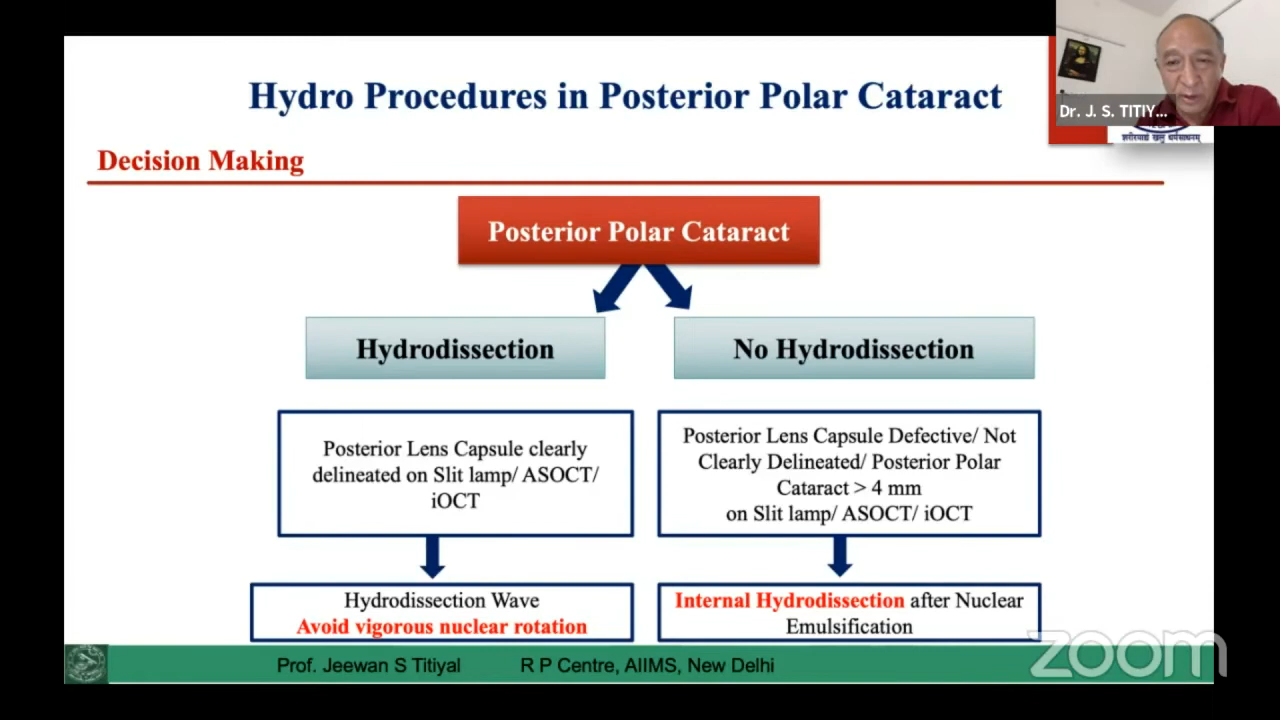 Hydro Procedures in Posterior Polar Cataract
Dr. J. S. TITIY...
Decision Making
Posterior Polar Cataract
Hydrodissection
No Hydrodissection
Posterior Lens Capsule clearly
delineated on Slit lamp/ ASOCT/
iOCT
Posterior Lens Capsule Defective/ Not
Clearly Delineated/ Posterior Polar
Cataract > 4 mm
on Slit lamp/ ASOCT/ iOCT
Hydrodissection Wave
Avoid vigorous nuclear rotation
Internal Hydrodissection after Nuclear
Emulsification
Prof. Jeewan S Titiyal R P Centre, AIIMS, New Delhi
zoom